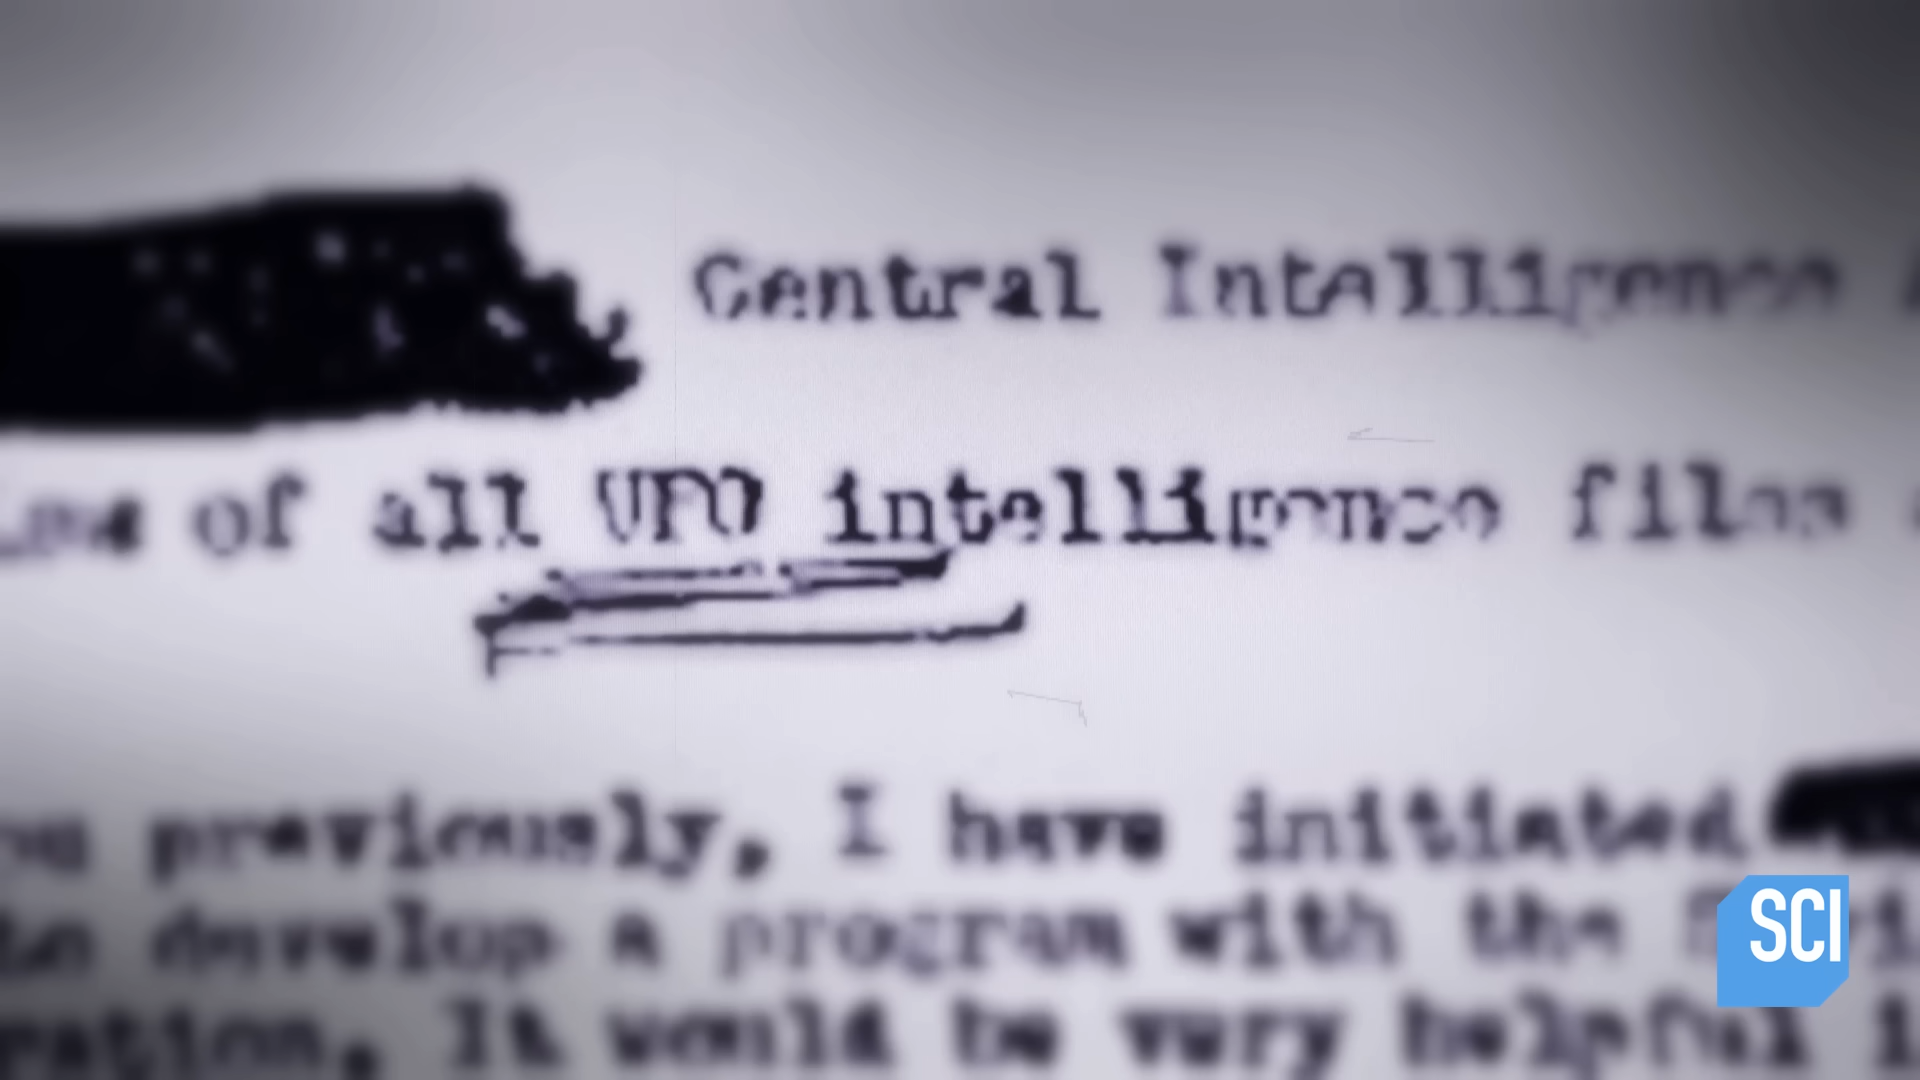 Central Intelligence
of all UFO intelligence files
previously, I have initiated
to develop a program with the
It would be very helpful
SCI